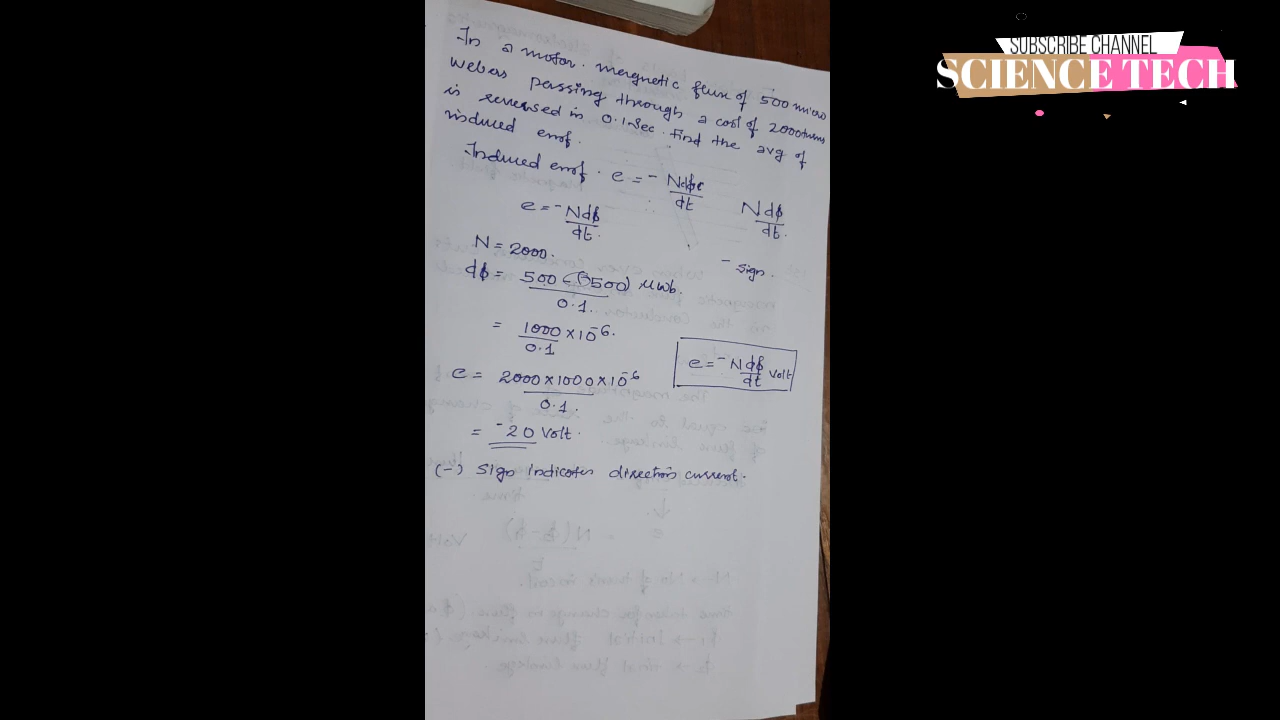 In a motor. magnetic flux of 500 micro
webers passing through a coil of 2000 turns
is reversed in 0.1 sec. find the avg of
induced emf.
Induced emf. e = - Ndφ
dt
N dφ
dt.
e = - Ndφ
dt.
N = 2000.
- sign.
dφ = 500-(-500) μwb.
0.1.
= 1000 × 10⁻⁶.
0.1
e = - N dφ volt
dt
e = 2000×1000×10⁻⁶
0.1.
= -20 Volt.
(-) Sign indicates direction current.
SUBSCRIBE CHANNEL
SCIENCETECH